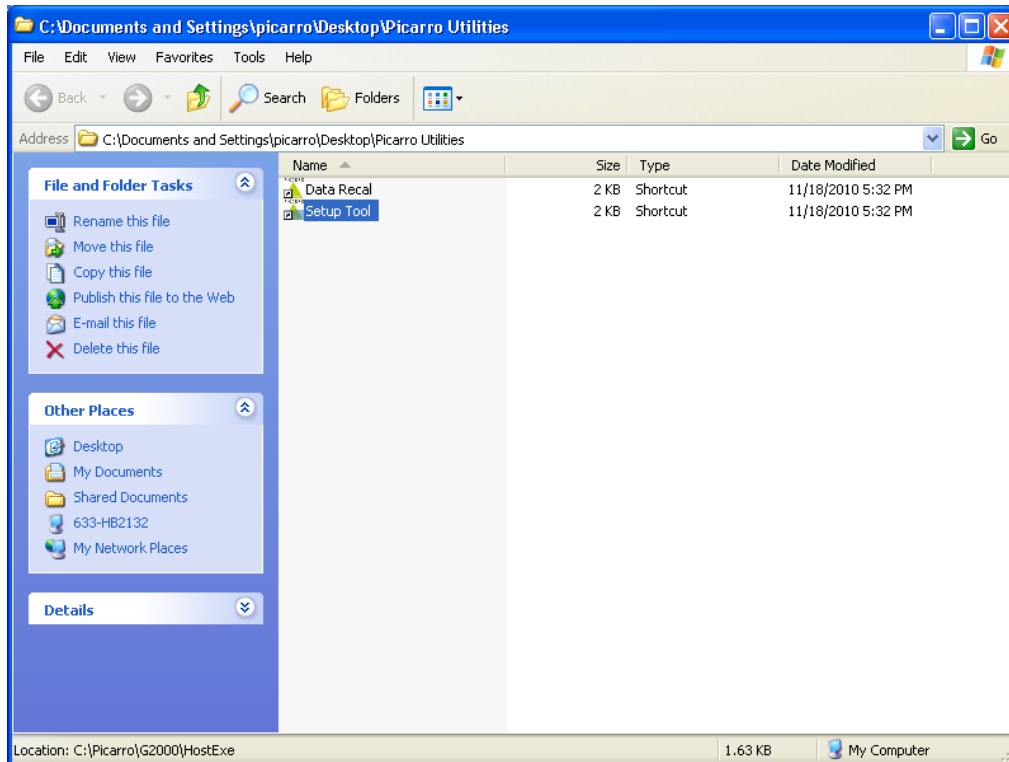 C:\Documents and Settings\picarro\Desktop\Picarro Utilities
File Edit View Favorites Tools Help
Back Search Folders
Address C:\Documents and Settings\picarro\Desktop\Picarro Utilities Go
Name Size Type Date Modified
File and Folder Tasks
Rename this file
Move this file
Copy this file
Publish this file to the Web
E-mail this file
Delete this file
Other Places
Desktop
My Documents
Shared Documents
633-HB2132
My Network Places
Details
Data Recal 2 KB Shortcut 11/18/2010 5:32 PM
Setup Tool 2 KB Shortcut 11/18/2010 5:32 PM
Location: C:\Picarro\G2000\HostExe 1.63 KB My Computer